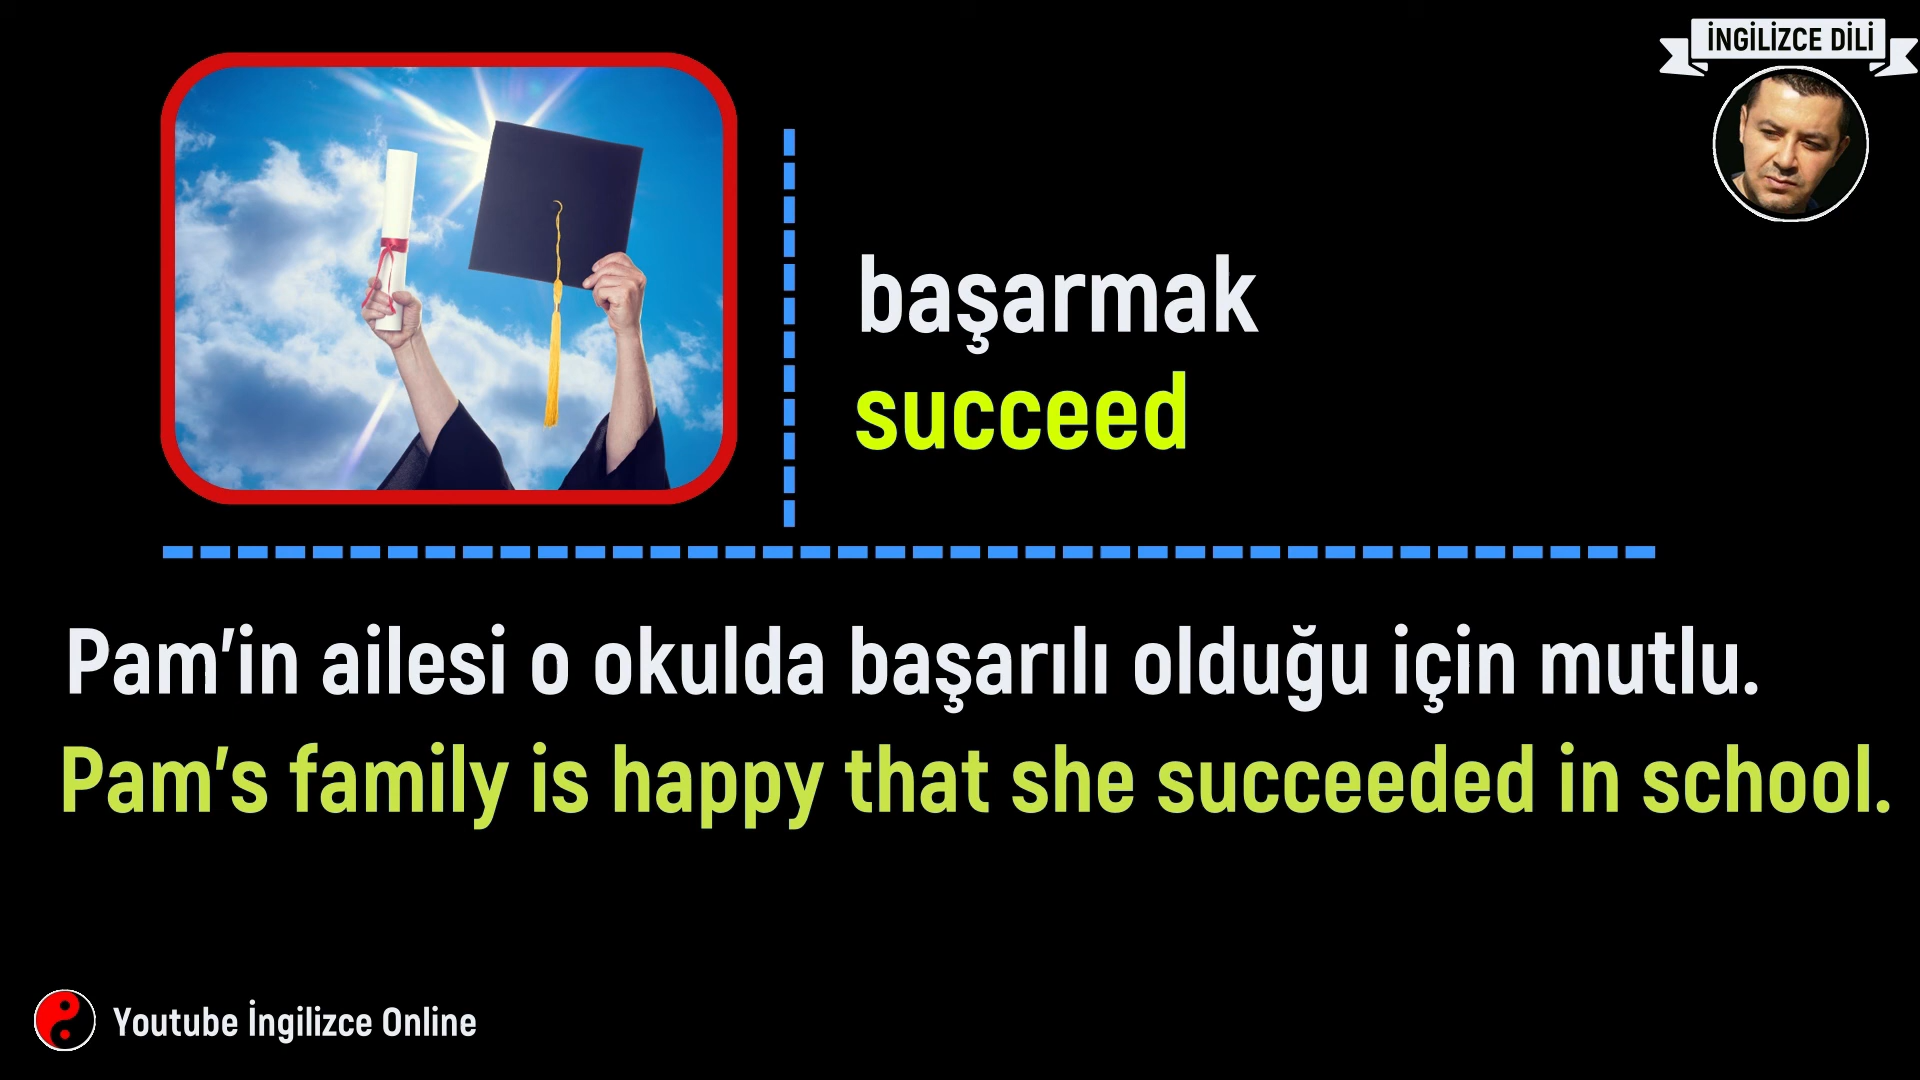 İNGİLİZCE DİLİ
başarmak
succeed
Pam'in ailesi o okulda başarılı olduğu için mutlu.
Pam's family is happy that she succeeded in school.
Youtube İngilizce Online